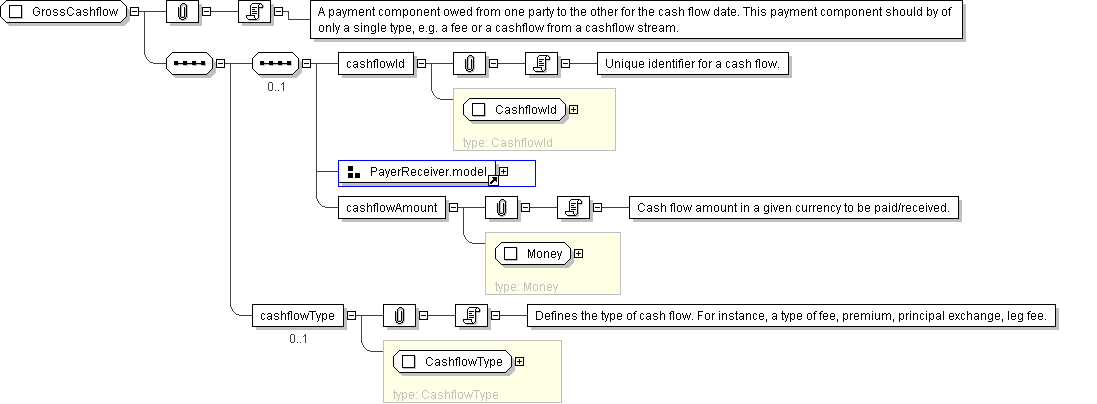 GrossCashflow
A payment component owed from one party to the other for the cash flow date. This payment component should by of
only a single type, e.g. a fee or a cashflow from a cashflow stream.
0..1
cashflowId
Unique identifier for a cash flow.
CashflowId
type: CashflowId
PayerReceiver.model
cashflowAmount
Cash flow amount in a given currency to be paid/received.
Money
type: Money
cashflowType
Defines the type of cash flow. For instance, a type of fee, premium, principal exchange, leg fee.
0..1
CashflowType
type: CashflowType